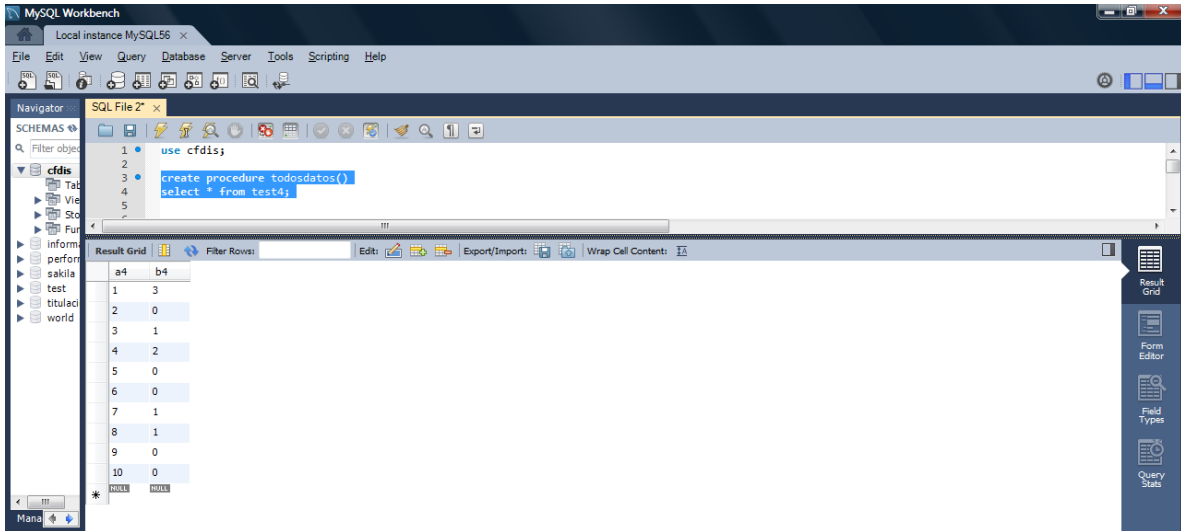 MySQL Workbench
Local instance MySQL56 ×
File Edit View Query Database Server Tools Scripting Help
Navigator
SQL File 2* ×
SCHEMAS
Filter objec
cfdis
Tab
Vie
Sto
Fun
informa
perforr
sakila
test
titulaci
world
Mana
1 use cfdis;
2
3 create procedure todosdatos()
4 select * from test4;
5
Result Grid Filter Rows: Edit: Export/Import: Wrap Cell Content: IA
a4 b4
1 3
2 0
3 1
4 2
5 0
6 0
7 1
8 1
9 0
10 0
* NULL NULL
Result
Grid
Form
Editor
Field
Types
Query
Stats